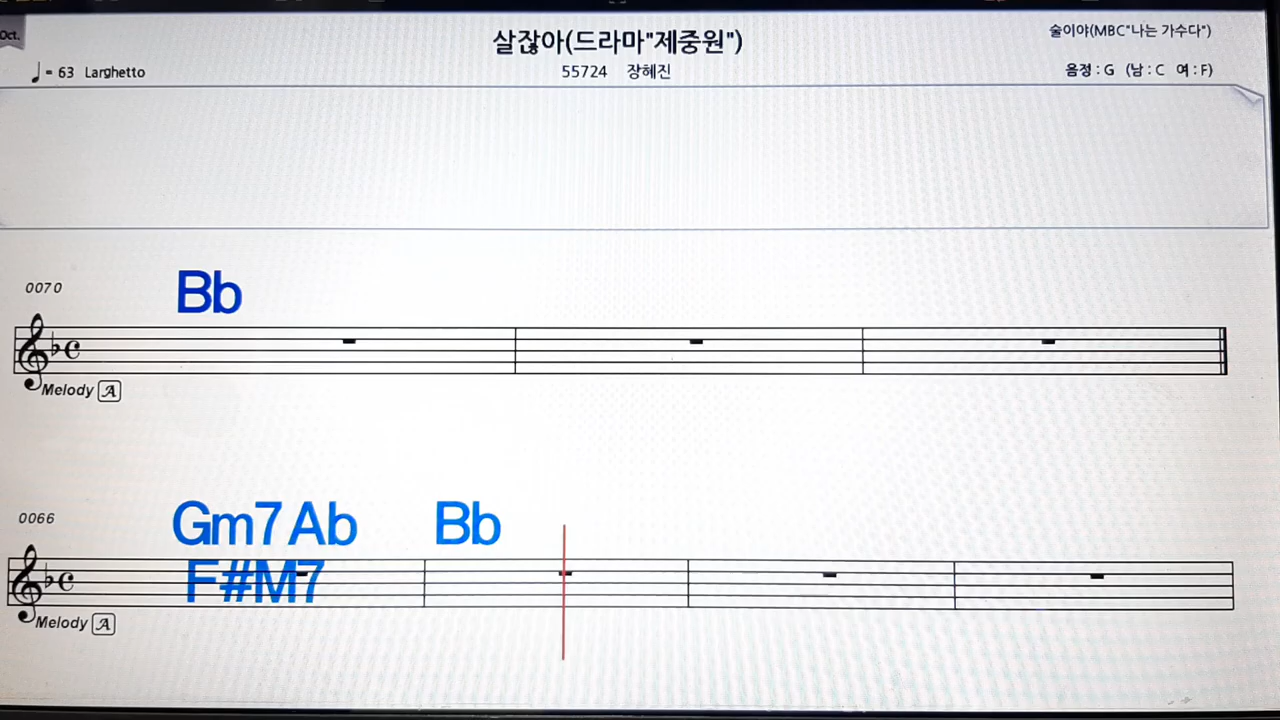 Oct.
살잖아(드라마"제중원")
술이야(MBC"나는 가수다")
♩= 63 Larghetto
55724 장혜진
음정 : G (남 : C 여 : F)
0070
Bb
Melody A
0066
Gm7 Ab Bb
F#M7
Melody A